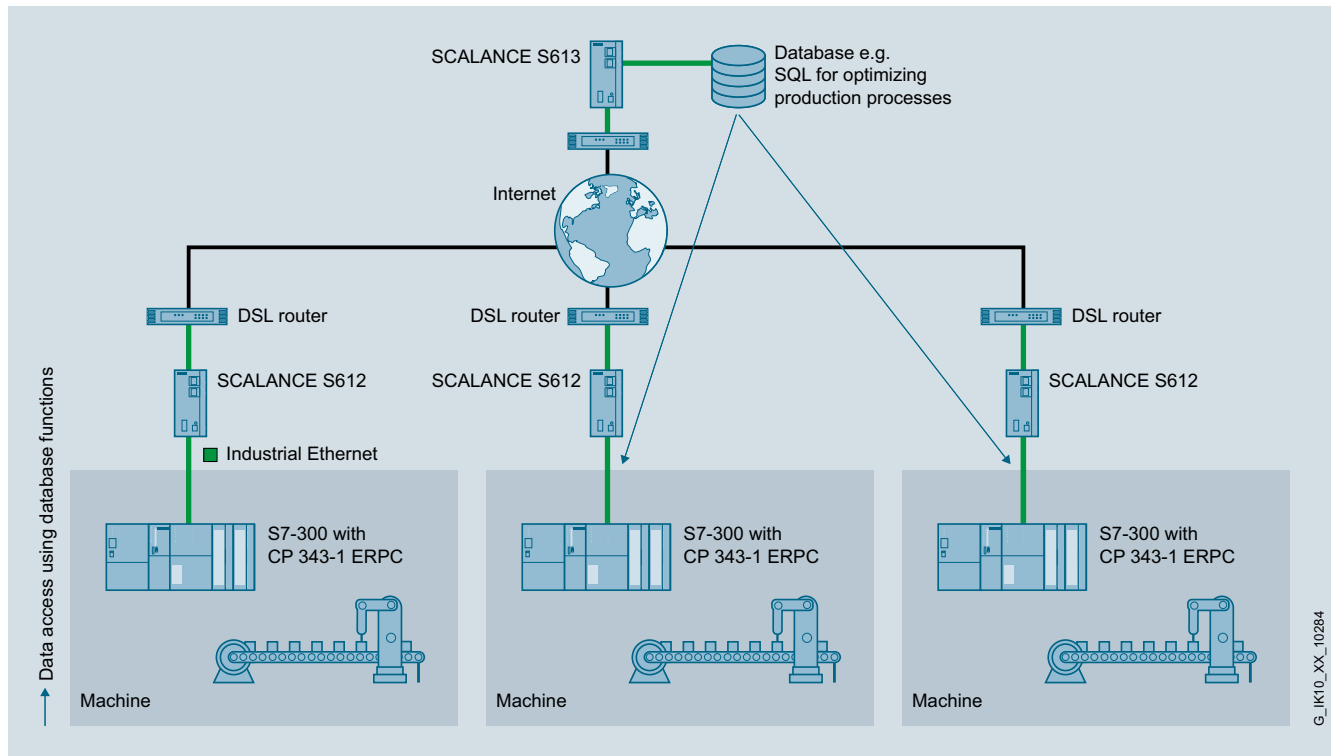 SCALANCE S613
Database e.g.
SQL for optimizing
production processes
Internet
DSL router
DSL router
DSL router
SCALANCE S612
SCALANCE S612
SCALANCE S612
Industrial Ethernet
Data access using database functions
S7-300 with
CP 343-1 ERPC
S7-300 with
CP 343-1 ERPC
S7-300 with
CP 343-1 ERPC
Machine
Machine
Machine
G_IK10_XX_10284